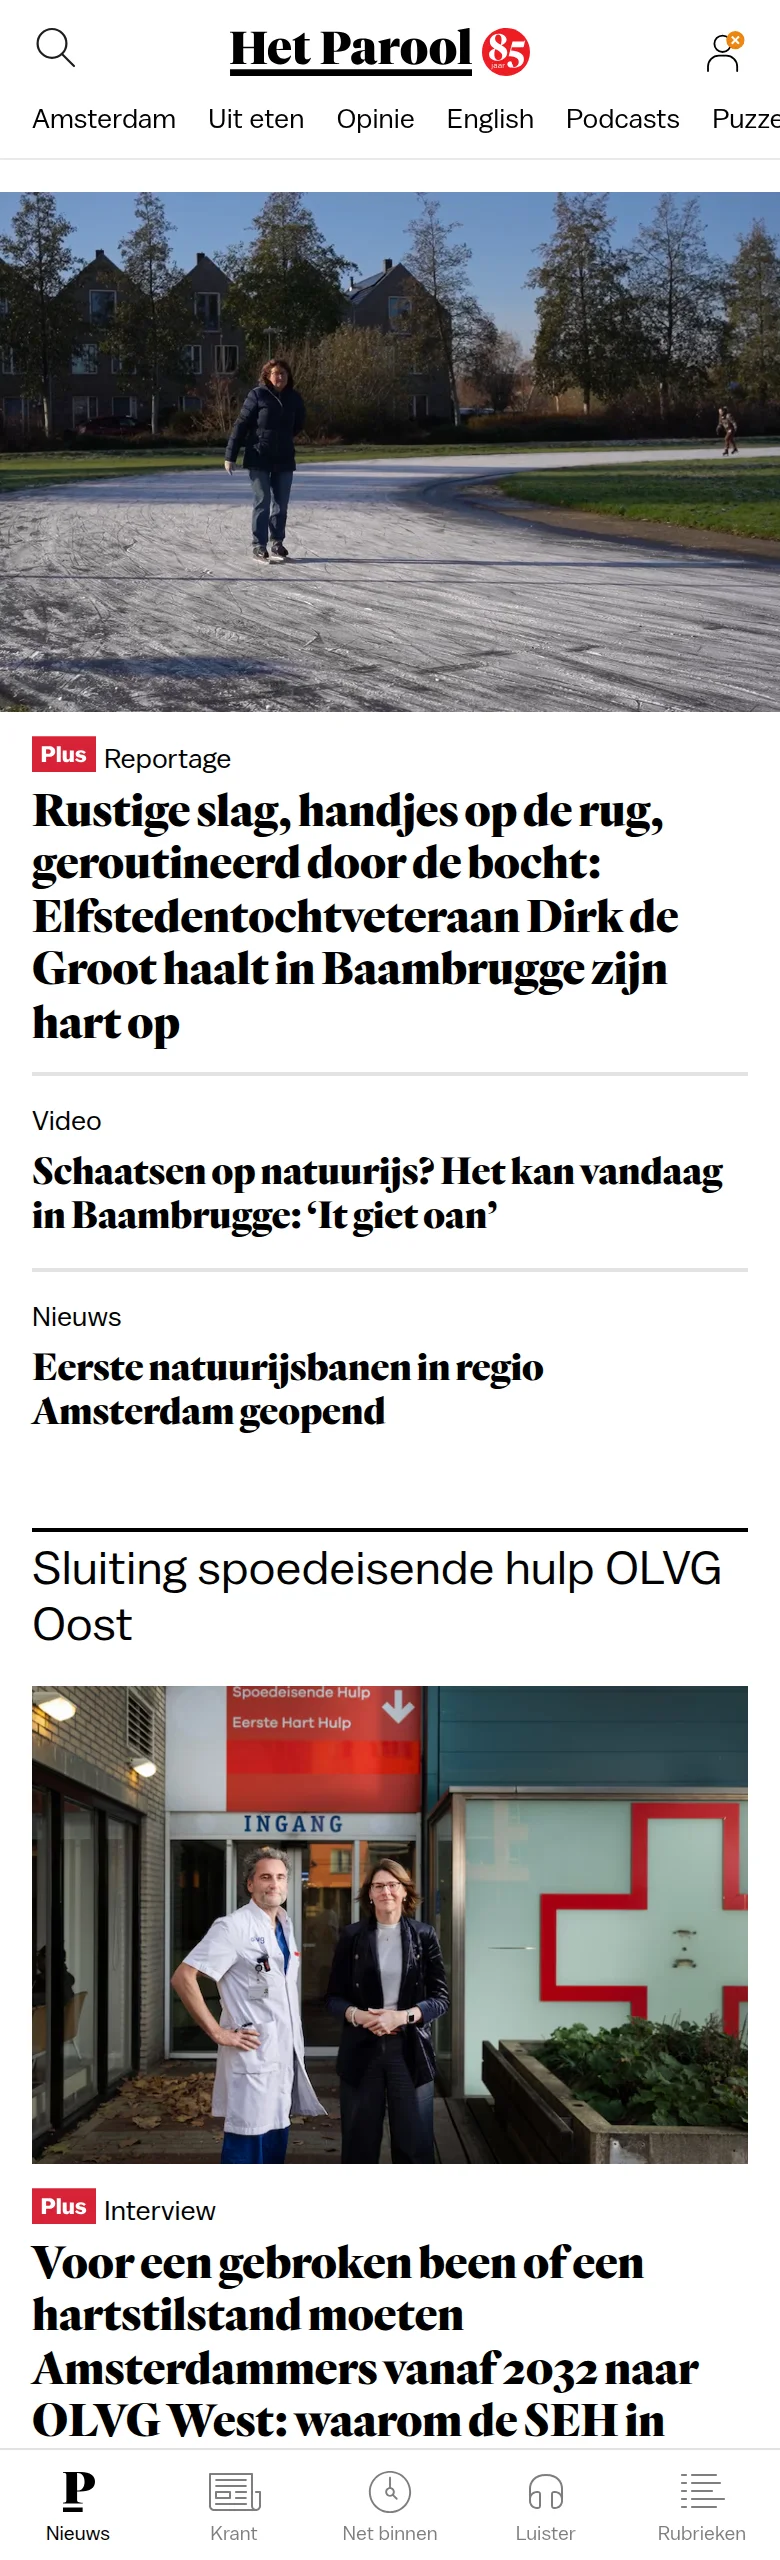 Het Parool 85 jaar
Amsterdam Uit eten Opinie English Podcasts Puzze
Plus Reportage
Rustige slag, handjes op de rug,
geroutineerd door de bocht:
Elfstedentochtveteraan Dirk de
Groot haalt in Baambrugge zijn
hart op
Video
Schaatsen op natuurijs? Het kan vandaag
in Baambrugge: ‘It giet oan’
Nieuws
Eerste natuurijsbanen in regio
Amsterdam geopend
Sluiting spoedeisende hulp OLVG
Oost
Spoedeisende Hulp
Eerste Hart Hulp
INGANG
olvg
Plus Interview
Voor een gebroken been of een
hartstilstand moeten
Amsterdammers vanaf 2032 naar
OLVG West: waarom de SEH in
P
Nieuws Krant Net binnen Luister Rubrieken